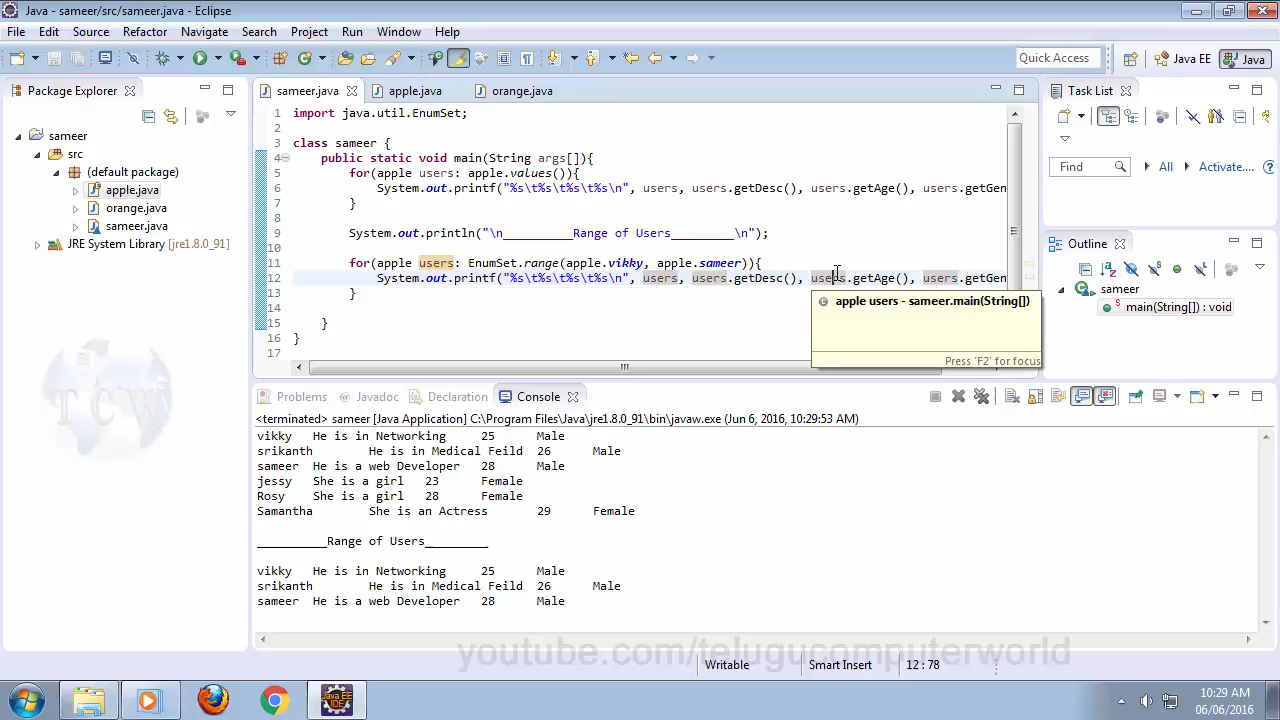 Java - sameer/src/sameer.java - Eclipse
File Edit Source Refactor Navigate Search Project Run Window Help
Quick Access
Java EE
Java
Package Explorer
sameer.java
apple.java
orange.java
Task List
sameer
src
(default package)
apple.java
orange.java
sameer.java
JRE System Library [jre1.8.0_91]
1 import java.util.EnumSet;
2
3 class sameer {
4 public static void main(String args[]){
5 for(apple users: apple.values()){
6 System.out.printf("%s\t%s\t%s\t%s\n", users, users.getDesc(), users.getAge(), users.getGen
7 }
8
9 System.out.println("\n__________Range of Users_________\n");
10
11 for(apple users: EnumSet.range(apple.vikky, apple.sameer)){
12 System.out.printf("%s\t%s\t%s\t%s\n", users, users.getDesc(), users.getAge(), users.getGen
13 }
14
15 }
16 }
17
apple users - sameer.main(String[])
Press 'F2' for focus
Find
All
Activate...
Outline
sameer
main(String[]) : void
TCW
Problems
Javadoc
Declaration
Console
<terminated> sameer [Java Application] C:\Program Files\Java\jre1.8.0_91\bin\javaw.exe (Jun 6, 2016, 10:29:53 AM)
vikky He is in Networking 25 Male
srikanth He is in Medical Feild 26 Male
sameer He is a web Developer 28 Male
jessy She is a girl 23 Female
Rosy She is a girl 28 Female
Samantha She is an Actress 29 Female
__________Range of Users_________
vikky He is in Networking 25 Male
srikanth He is in Medical Feild 26 Male
sameer He is a web Developer 28 Male
youtube.com/telugucomputerworld
Writable
Smart Insert
12 : 78
10:29 AM
06/06/2016